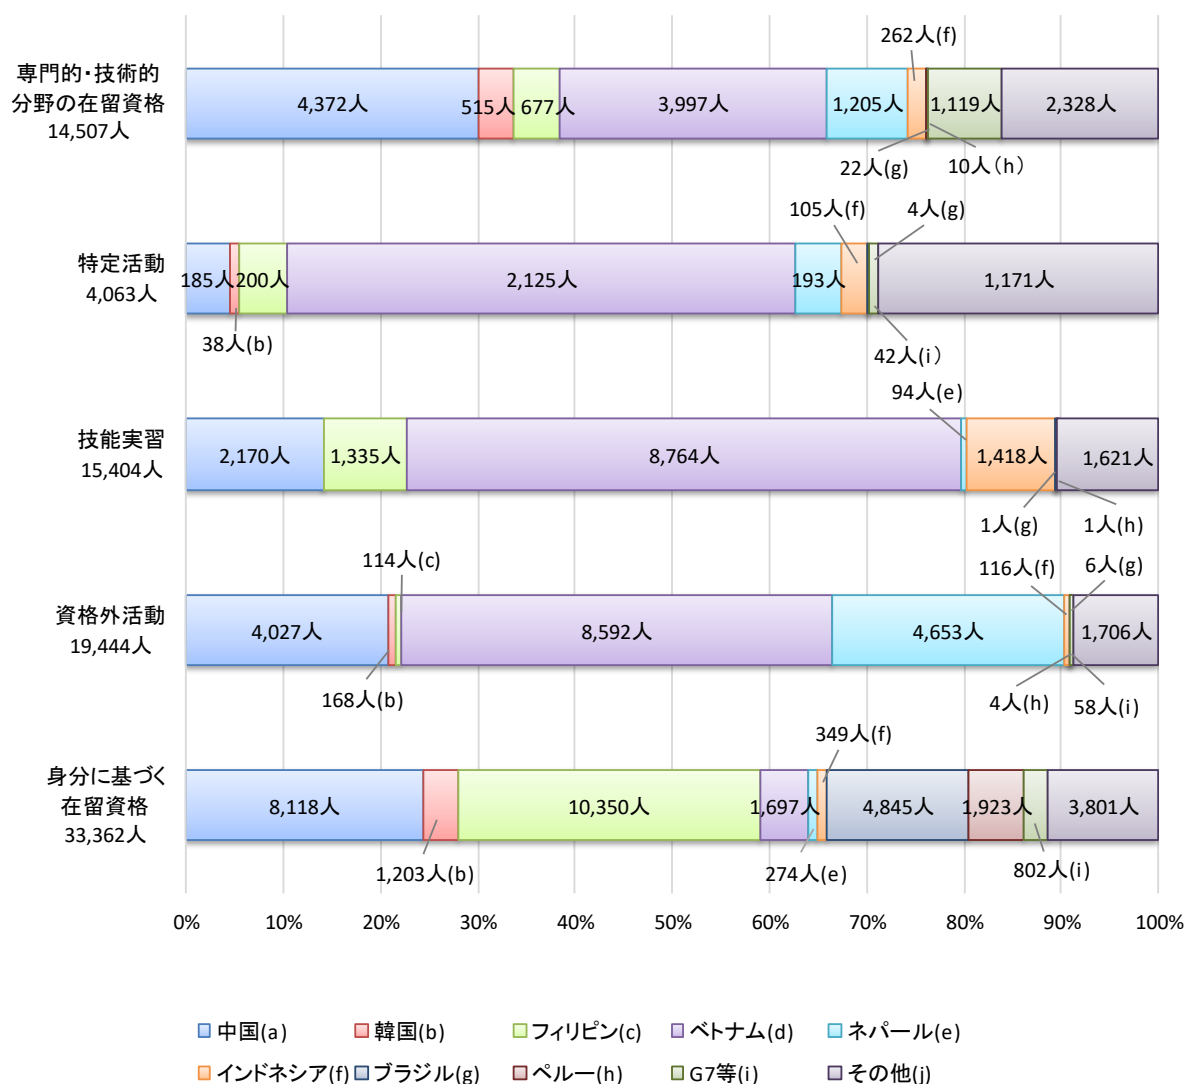 262人(f)
専門的・技術的
分野の在留資格
14,507人
4,372人
515人
677人
3,997人
1,205人
1,119人
2,328人
22人(g)
10人(h)
105人(f)
4人(g)
特定活動
4,063人
185人
200人
2,125人
193人
1,171人
38人(b)
42人(i)
94人(e)
技能実習
15,404人
2,170人
1,335人
8,764人
1,418人
1,621人
1人(g)
1人(h)
114人(c)
116人(f)
6人(g)
資格外活動
19,444人
4,027人
8,592人
4,653人
1,706人
168人(b)
4人(h)
58人(i)
349人(f)
身分に基づく
在留資格
33,362人
8,118人
10,350人
1,697人
4,845人
1,923人
3,801人
1,203人(b)
274人(e)
802人(i)
0% 10% 20% 30% 40% 50% 60% 70% 80% 90% 100%
中国(a) 韓国(b) フィリピン(c) ベトナム(d) ネパール(e)
インドネシア(f) ブラジル(g) ペルー(h) G7等(i) その他(j)